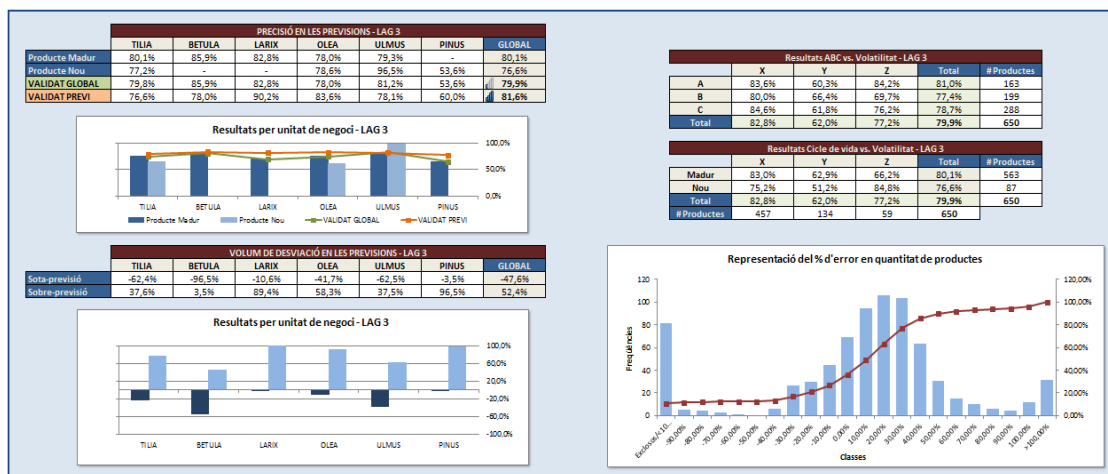 PRECISIÓ EN LES PREVISIONS - LAG 3
TILIA BETULA LARIX OLEA ULMUS PINUS GLOBAL
Producte Madur 80,1% 85,9% 82,8% 78,0% 79,3% - 80,1%
Producte Nou 77,2% - - 78,6% 96,5% 53,6% 76,6%
VALIDAT GLOBAL 79,8% 85,9% 82,8% 78,0% 81,2% 53,6% 79,9%
VALIDAT PREVI 76,6% 78,0% 90,2% 83,6% 78,1% 60,0% 81,6%
Resultats per unitat de negoci - LAG 3
100,0%
50,0%
0,0%
TILIA BETULA LARIX OLEA ULMUS PINUS
Producte Madur Producte Nou VALIDAT GLOBAL VALIDAT PREVI
VOLUM DE DESVIACIÓ EN LES PREVISIONS - LAG 3
TILIA BETULA LARIX OLEA ULMUS PINUS GLOBAL
Sota-previsió -62,4% -96,5% -10,6% -41,7% -62,5% -3,5% -47,6%
Sobre-previsió 37,6% 3,5% 89,4% 58,3% 37,5% 96,5% 52,4%
Resultats per unitat de negoci - LAG 3
100,0%
60,0%
20,0%
-20,0%
-60,0%
-100,0%
TILIA BETULA LARIX OLEA ULMUS PINUS
Resultats ABC vs. Volatilitat - LAG 3
X Y Z Total # Productes
A 83,6% 60,3% 84,2% 81,0% 163
B 80,0% 66,4% 69,7% 77,4% 199
C 84,6% 61,8% 76,2% 78,7% 288
Total 82,8% 62,0% 77,2% 79,9% 650
Resultats Cicle de vida vs. Volatilitat - LAG 3
X Y Z Total # Productes
Madur 83,0% 62,9% 66,2% 80,1% 563
Nou 75,2% 51,2% 84,8% 76,6% 87
Total 82,8% 62,0% 77,2% 79,9% 650
# Productes 457 134 59 650
Representació del % d'error en quantitat de productes
120 100 80 60 40 20 0
Freqüències
120,00% 100,00% 80,00% 60,00% 40,00% 20,00% 0,00%
Exclosos/<10... -90,00% -80,00% -70,00% -60,00% -50,00% -40,00% -30,00% -20,00% -10,00% 0,00% 10,00% 20,00% 30,00% 40,00% 50,00% 60,00% 70,00% 80,00% 90,00% 100,00% >100,00%
Classes